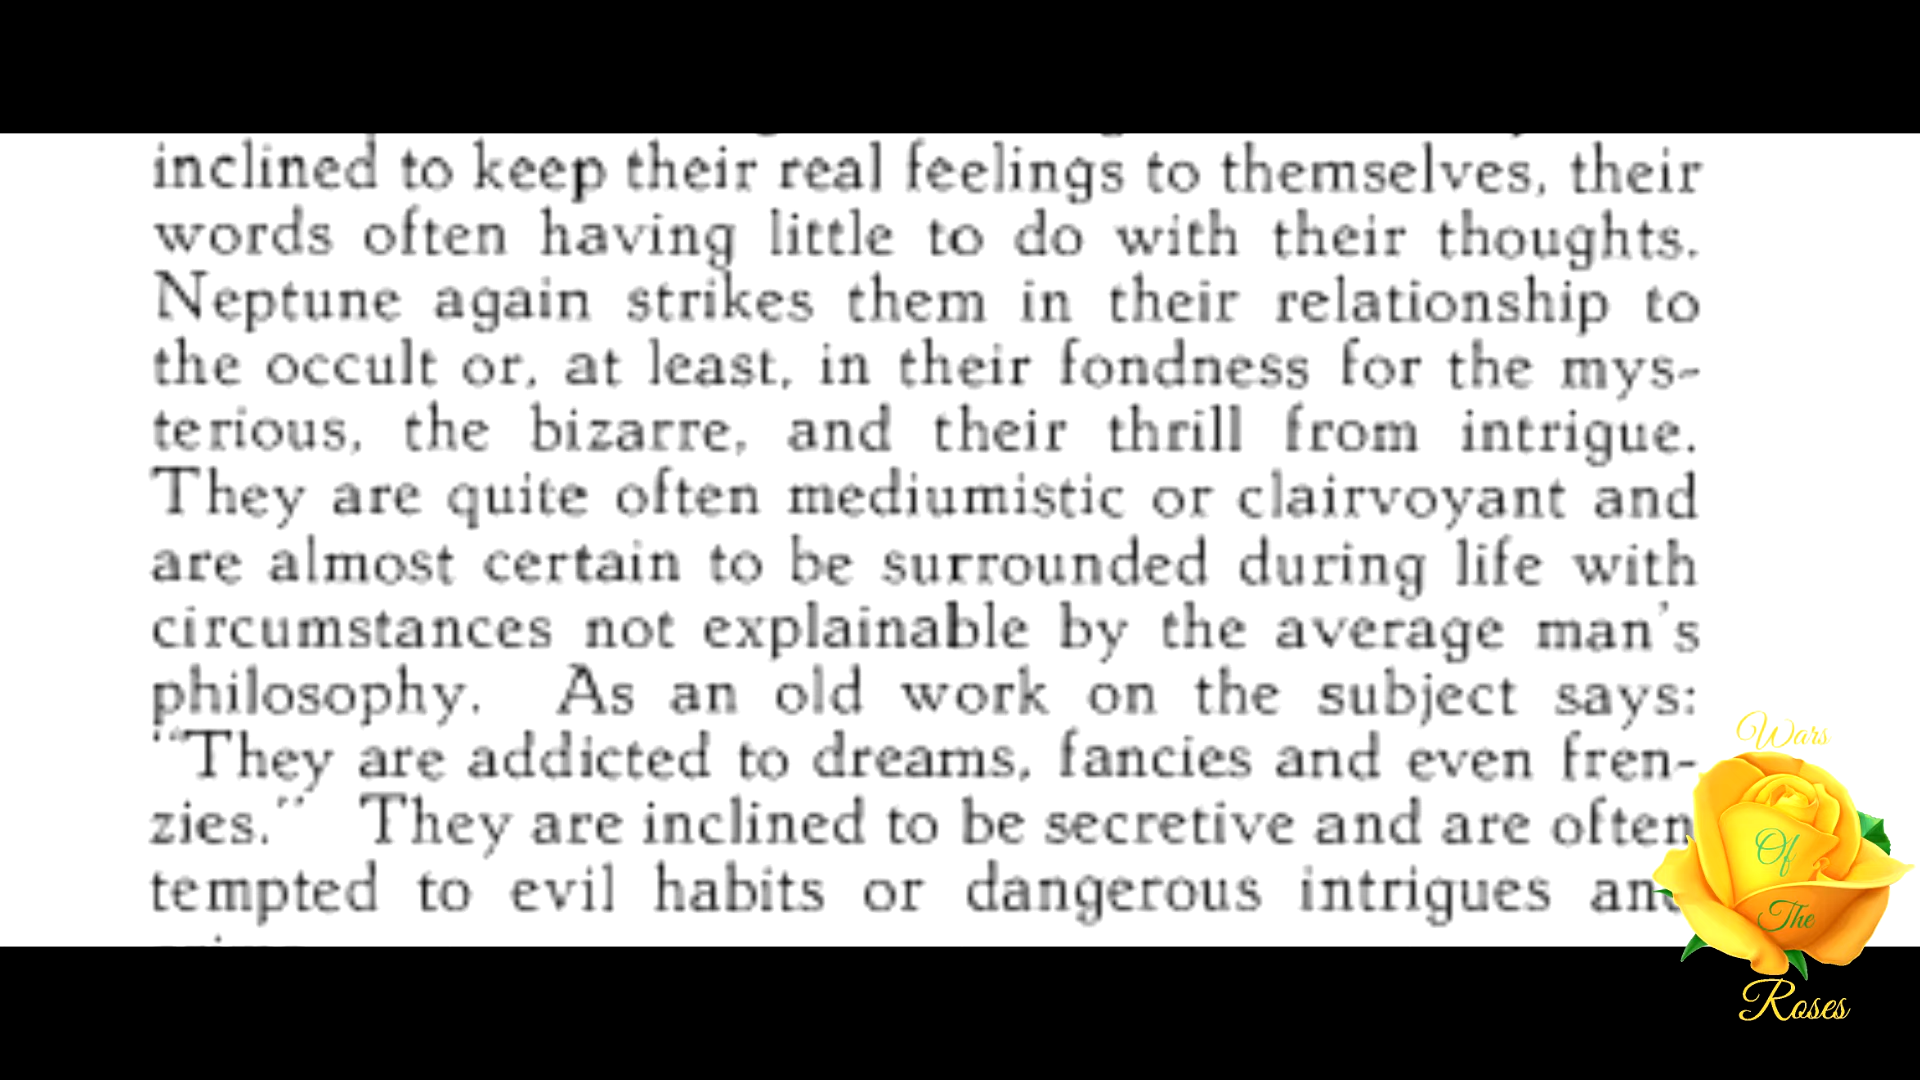 inclined to keep their real feelings to themselves, their
words often having little to do with their thoughts.
Neptune again strikes them in their relationship to
the occult or, at least, in their fondness for the mys-
terious, the bizarre, and their thrill from intrigue.
They are quite often mediumistic or clairvoyant and
are almost certain to be surrounded during life with
circumstances not explainable by the average man's
philosophy. As an old work on the subject says:
"They are addicted to dreams, fancies and even fren-
zies." They are inclined to be secretive and are often
tempted to evil habits or dangerous intrigues and
Wars
Of
The
Roses